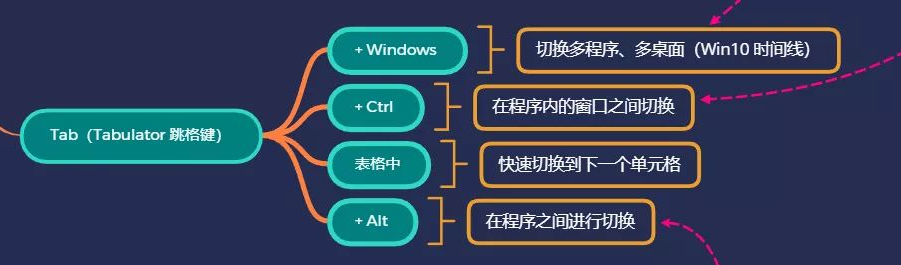 + Windows
切换多程序、多桌面（Win10 时间线）
+ Ctrl
在程序内的窗口之间切换
Tab（Tabulator 跳格键）
表格中
快速切换到下一个单元格
+ Alt
在程序之间进行切换